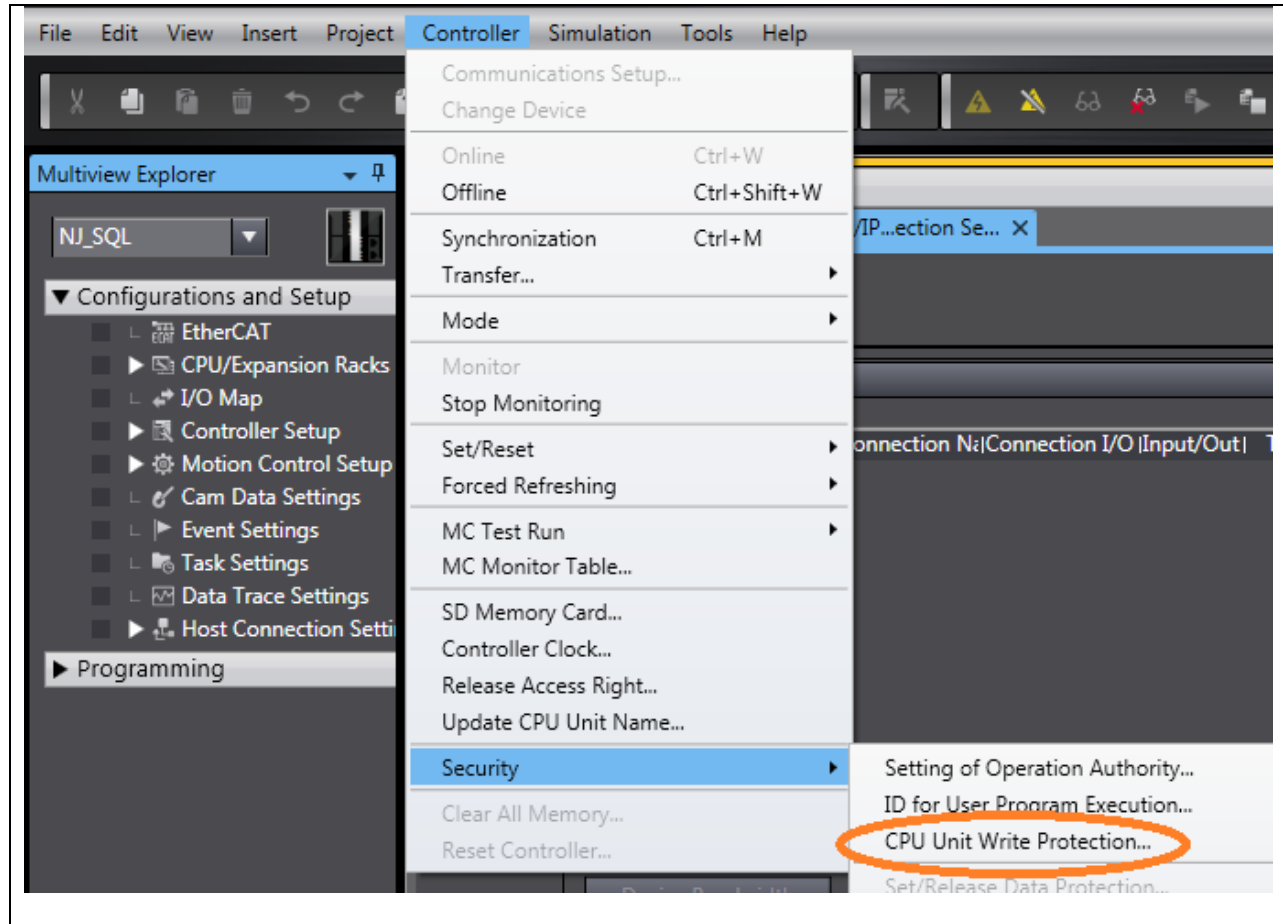 File Edit View Insert Project Controller Simulation Tools Help
Communications Setup...
Change Device
Online Ctrl+W
Offline Ctrl+Shift+W
Synchronization Ctrl+M
Transfer...
Mode
Monitor
Stop Monitoring
Set/Reset
Forced Refreshing
MC Test Run
MC Monitor Table...
SD Memory Card...
Controller Clock...
Release Access Right...
Update CPU Unit Name...
Security
Clear All Memory...
Reset Controller...
Setting of Operation Authority...
ID for User Program Execution...
CPU Unit Write Protection...
Set/Release Data Protection...
Multiview Explorer
NJ_SQL
Configurations and Setup
EtherCAT
CPU/Expansion Racks
I/O Map
Controller Setup
Motion Control Setup
Cam Data Settings
Event Settings
Task Settings
Data Trace Settings
Host Connection Setti
Programming
/IP...ection Se...
onnection Na|Connection I/O |Input/Out|